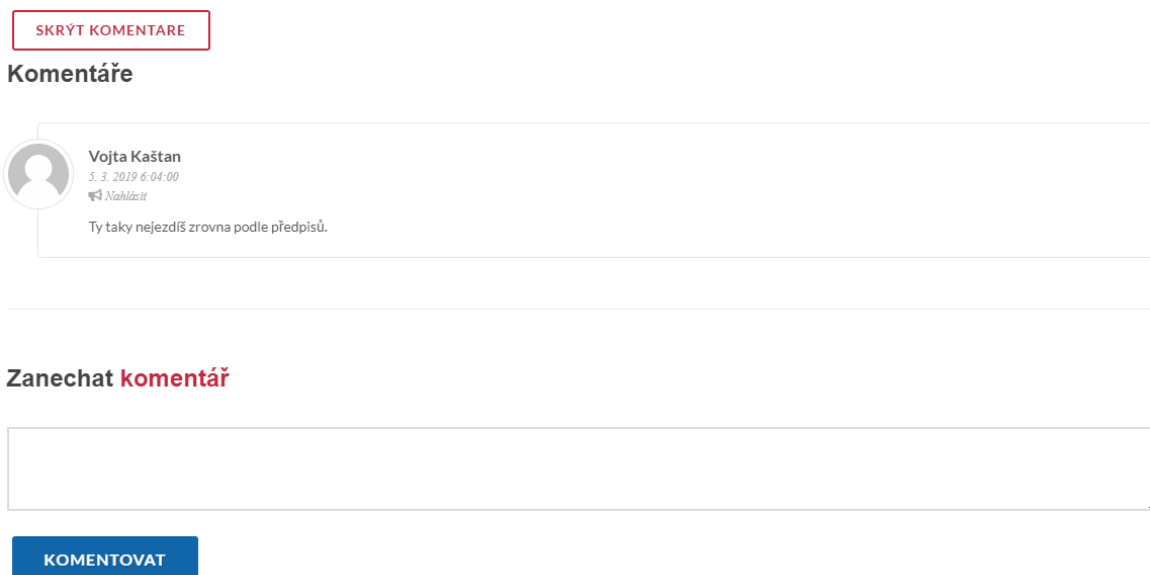 SKRÝT KOMENTARE
Komentáře
Vojta Kaštan
5. 3. 2019 6:04:00
Nahlásit
Ty taky nejezdíš zrovna podle předpisů.
Zanechat komentář
KOMENTOVAT